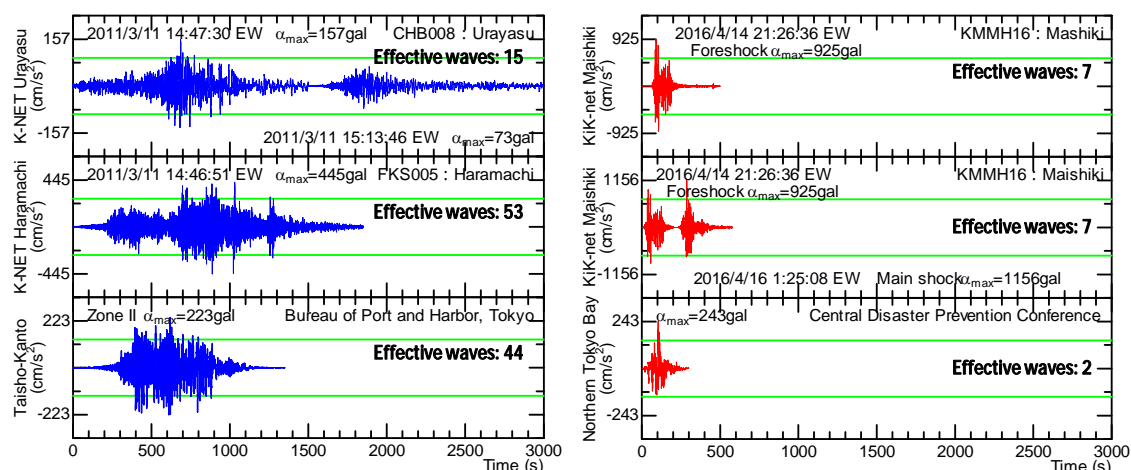 K-NET Urayasu
(cm/s²)
157
-157
2011/3/11 14:47:30 EW αmax=157gal CHB008 : Urayasu
Effective waves: 15
2011/3/11 15:13:46 EW αmax=73gal
K-NET Haramachi
(cm/s²)
445
-445
2011/3/11 14:46:51 EW αmax=445gal FKS005 : Haramachi
Effective waves: 53
Taisho-Kanto
(cm/s²)
223
-223
Zone II αmax=223gal Bureau of Port and Harbor, Tokyo
Effective waves: 44
0 500 1000 1500 2000 2500 3000
Time (s)
KiK-net Maishiki
(cm/s²)
925
-925
2016/4/14 21:26:36 EW KMMH16 : Mashiki
Foreshock αmax=925gal
Effective waves: 7
KiK-net Maishiki
(cm/s²)
1156
-1156
2016/4/14 21:26:36 EW KMMH16 : Maishiki
Foreshock αmax=925gal
Effective waves: 7
2016/4/16 1:25:08 EW Main shock αmax=1156gal
Northern Tokyo Bay
(cm/s²)
243
-243
αmax=243gal Central Disaster Prevention Conference
Effective waves: 2
0 500 1000 1500 2000 2500 3000
Time (s)